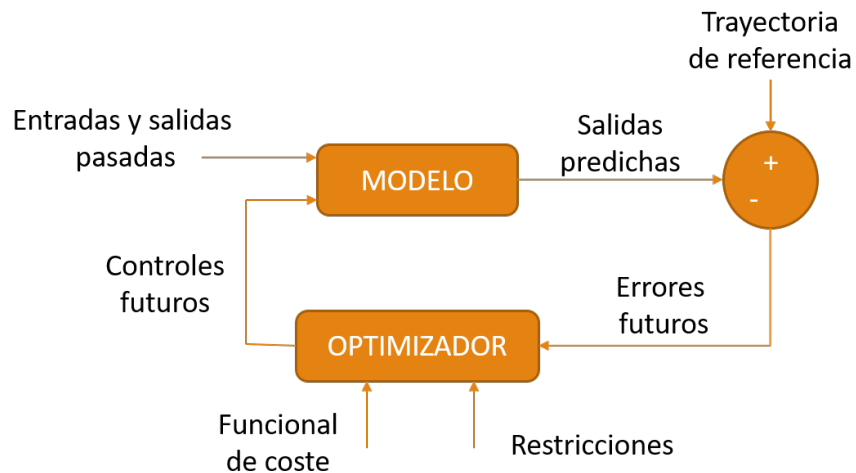 Trayectoria
de referencia
Entradas y salidas
pasadas
Salidas
predichas
MODELO
+
-
Controles
futuros
Errores
futuros
OPTIMIZADOR
Funcional
de coste
Restricciones